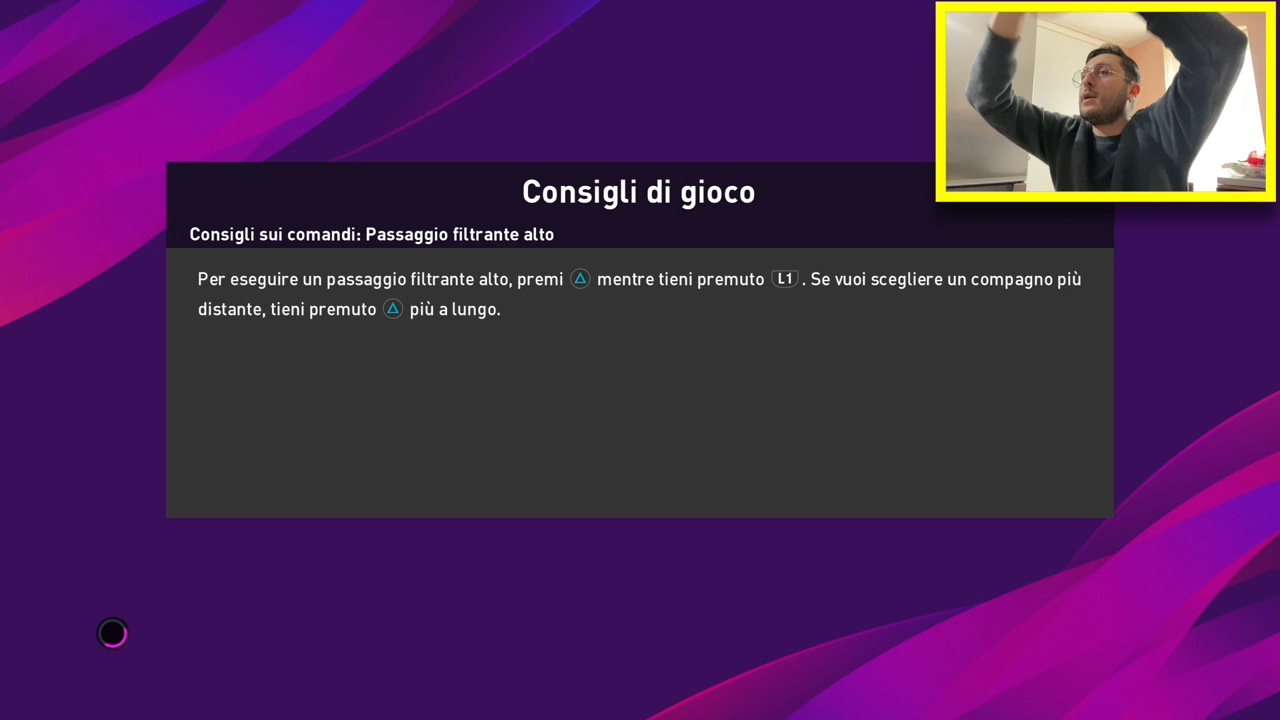 Consigli di gioco
Consigli sui comandi: Passaggio filtrante alto
Per eseguire un passaggio filtrante alto, premi △ mentre tieni premuto L1. Se vuoi scegliere un compagno più
distante, tieni premuto △ più a lungo.